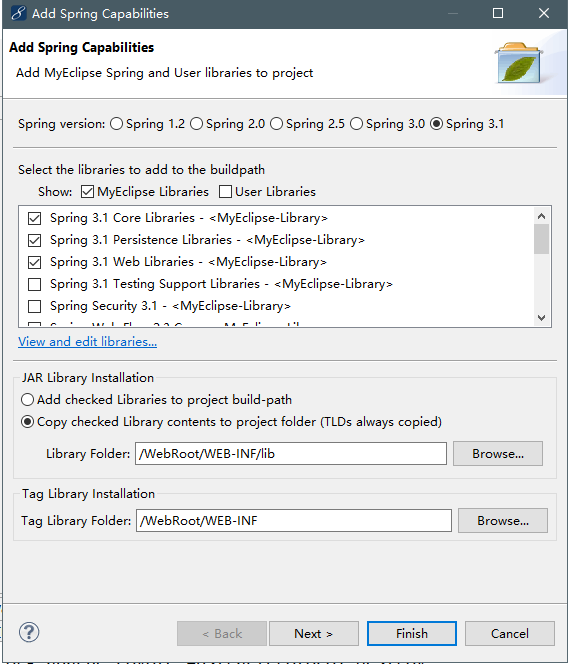 Add Spring Capabilities
Add Spring Capabilities
Add MyEclipse Spring and User libraries to project
Spring version: Spring 1.2 Spring 2.0 Spring 2.5 Spring 3.0 Spring 3.1
Select the libraries to add to the buildpath
Show: MyEclipse Libraries User Libraries
Spring 3.1 Core Libraries - <MyEclipse-Library>
Spring 3.1 Persistence Libraries - <MyEclipse-Library>
Spring 3.1 Web Libraries - <MyEclipse-Library>
Spring 3.1 Testing Support Libraries - <MyEclipse-Library>
Spring Security 3.1 - <MyEclipse-Library>
View and edit libraries...
JAR Library Installation
Add checked Libraries to project build-path
Copy checked Library contents to project folder (TLDs always copied)
Library Folder: /WebRoot/WEB-INF/lib Browse...
Tag Library Installation
Tag Library Folder: /WebRoot/WEB-INF Browse...
? < Back Next > Finish Cancel